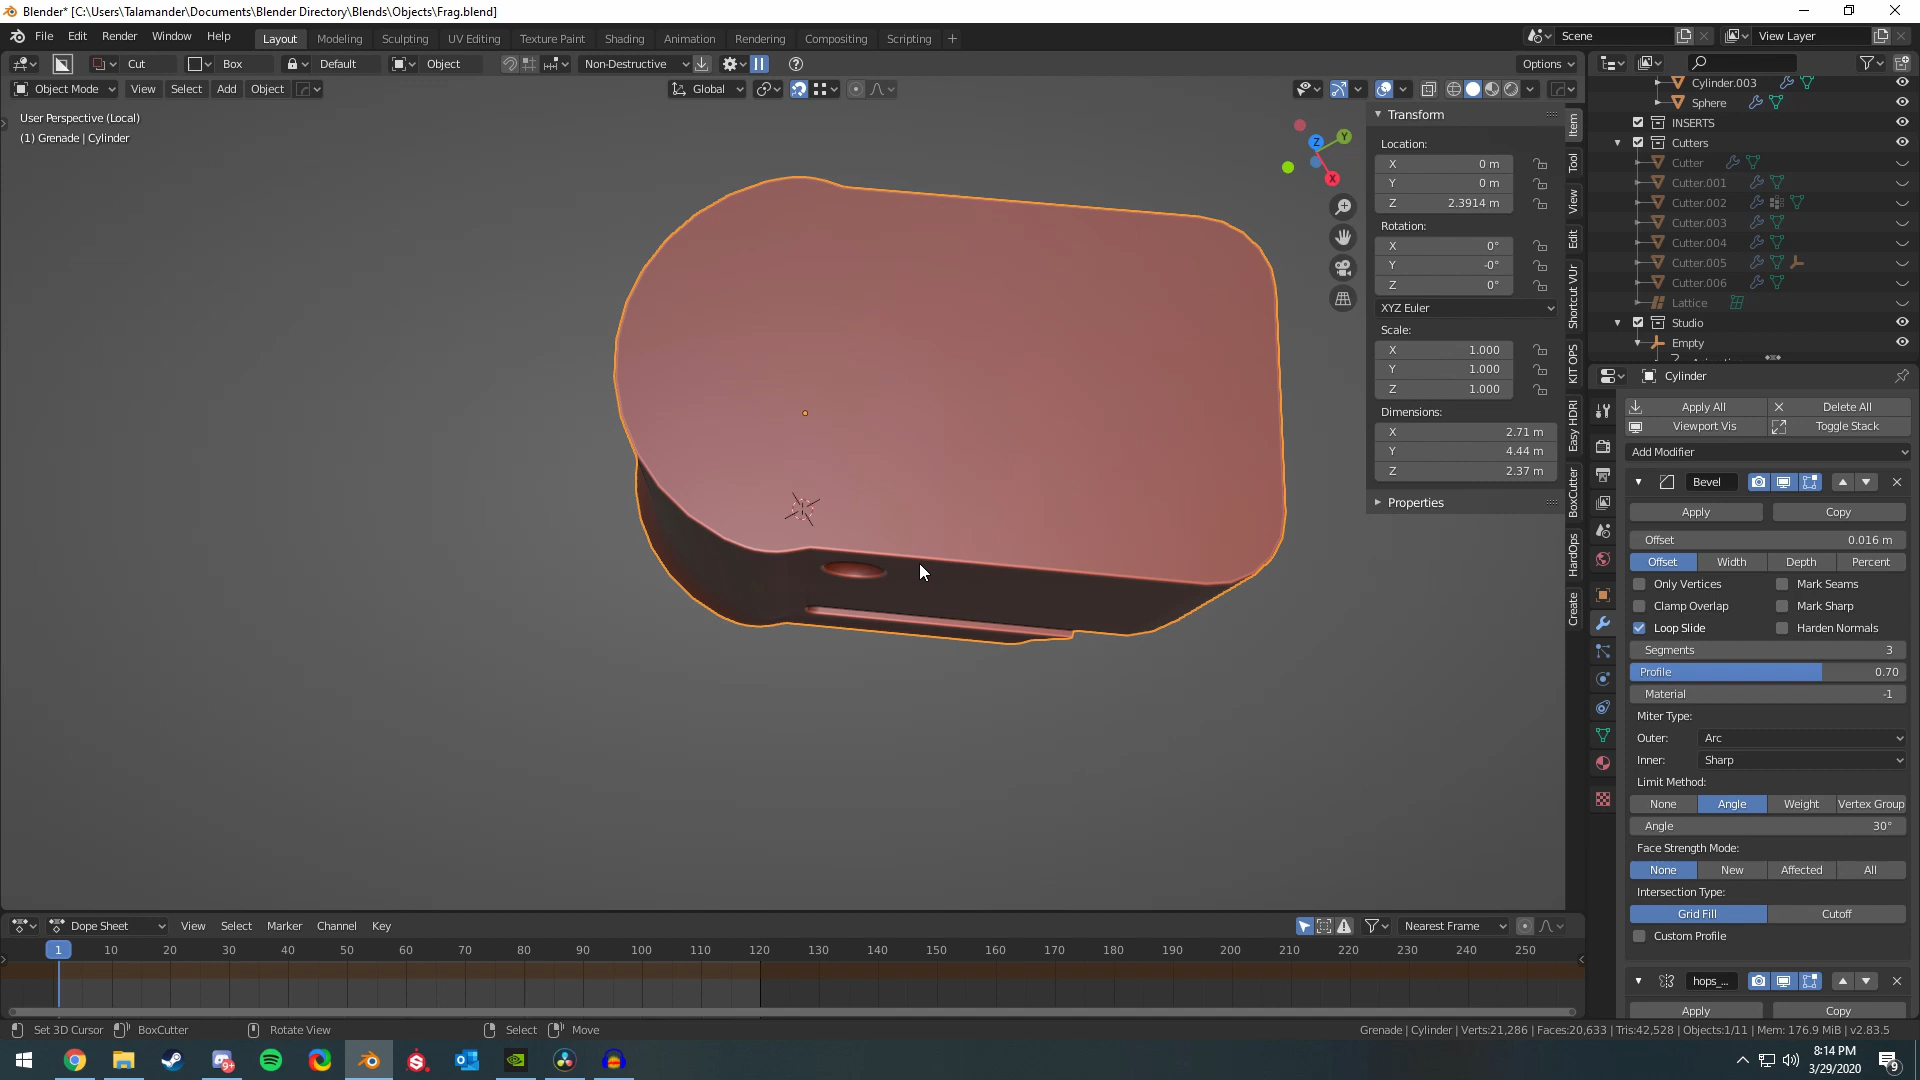 Blender* [C:\Users\Talamander\Documents\Blender Directory\Blends\Objects\Frag.blend]
File Edit Render Window Help Layout Modeling Sculpting UV Editing Texture Paint Shading Animation Rendering Compositing Scripting + Scene View Layer
Cut Box Default Object Non-Destructive Options
Object Mode View Select Add Object Global
User Perspective (Local)
(1) Grenade | Cylinder
Z Y X
Transform
Location:
X 0 m
Y 0 m
Z 2.3914 m
Rotation:
X 0°
Y -0°
Z 0°
XYZ Euler
Scale:
X 1.000
Y 1.000
Z 1.000
Dimensions:
X 2.71 m
Y 4.44 m
Z 2.37 m
Properties
Item
Tool
View
Edit
Shortcut VUr
KIT OPS
Easy HDRI
BoxCutter
HardOps
Create
Cylinder.003
Sphere
INSERTS
Cutters
Cutter
Cutter.001
Cutter.002
Cutter.003
Cutter.004
Cutter.005
Cutter.006
Lattice
Studio
Empty
Cylinder
Apply All Delete All
Viewport Vis Toggle Stack
Add Modifier
Bevel
Apply Copy
Offset 0.016 m
Offset Width Depth Percent
Only Vertices Mark Seams
Clamp Overlap Mark Sharp
Loop Slide Harden Normals
Segments 3
Profile 0.70
Material -1
Miter Type:
Outer: Arc
Inner: Sharp
Limit Method:
None Angle Weight Vertex Group
Angle 30°
Face Strength Mode:
None New Affected All
Intersection Type:
Grid Fill Cutoff
Custom Profile
hops_...
Apply Copy
Dope Sheet View Select Marker Channel Key Nearest Frame
1 10 20 30 40 50 60 70 80 90 100 110 120 130 140 150 160 170 180 190 200 210 220 230 240 250
Set 3D Cursor BoxCutter Rotate View Select Move Grenade | Cylinder | Verts:21,286 | Faces:20,633 | Tris:42,528 | Objects:1/11 | Mem: 176.9 MiB | v2.83.5
9+
8:14 PM
3/29/2020
9